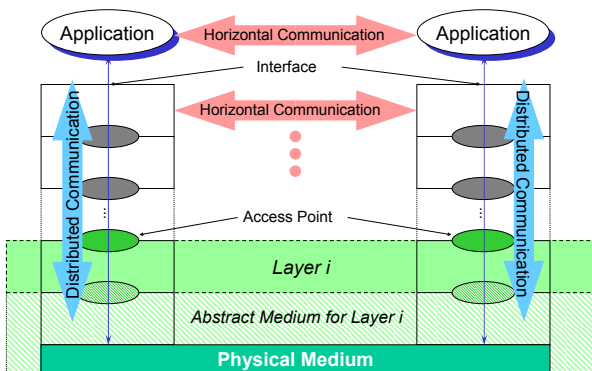 Application
Horizontal Communication
Application
Interface
Horizontal Communication
Distributed Communication
Distributed Communication
...
...
Access Point
Layer i
Abstract Medium for Layer i
Physical Medium